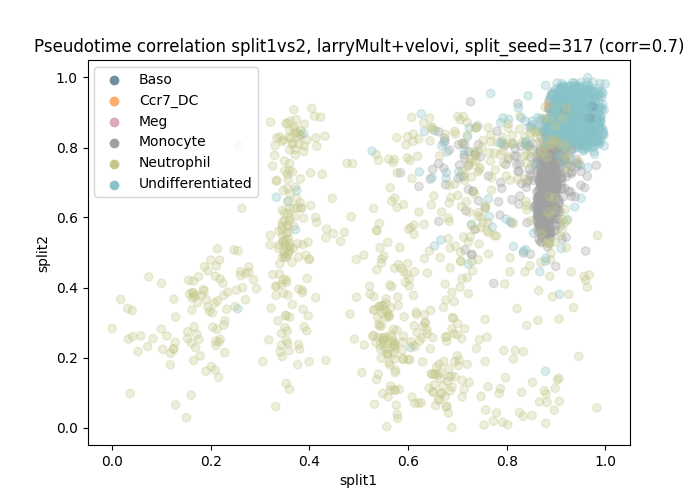 Pseudotime correlation split1vs2, larryMult+velovi, split_seed=317 (corr=0.7)
1.0
0.8
0.6
0.4
0.2
0.0
split2
Baso
Ccr7_DC
Meg
Monocyte
Neutrophil
Undifferentiated
0.0
0.2
0.4
0.6
0.8
1.0
split1